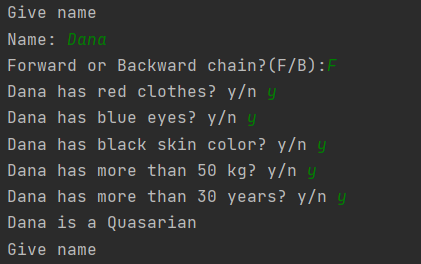 Give name
Name: Dana
Forward or Backward chain?(F/B):F
Dana has red clothes? y/n y
Dana has blue eyes? y/n y
Dana has black skin color? y/n y
Dana has more than 50 kg? y/n y
Dana has more than 30 years? y/n y
Dana is a Quasarian
Give name